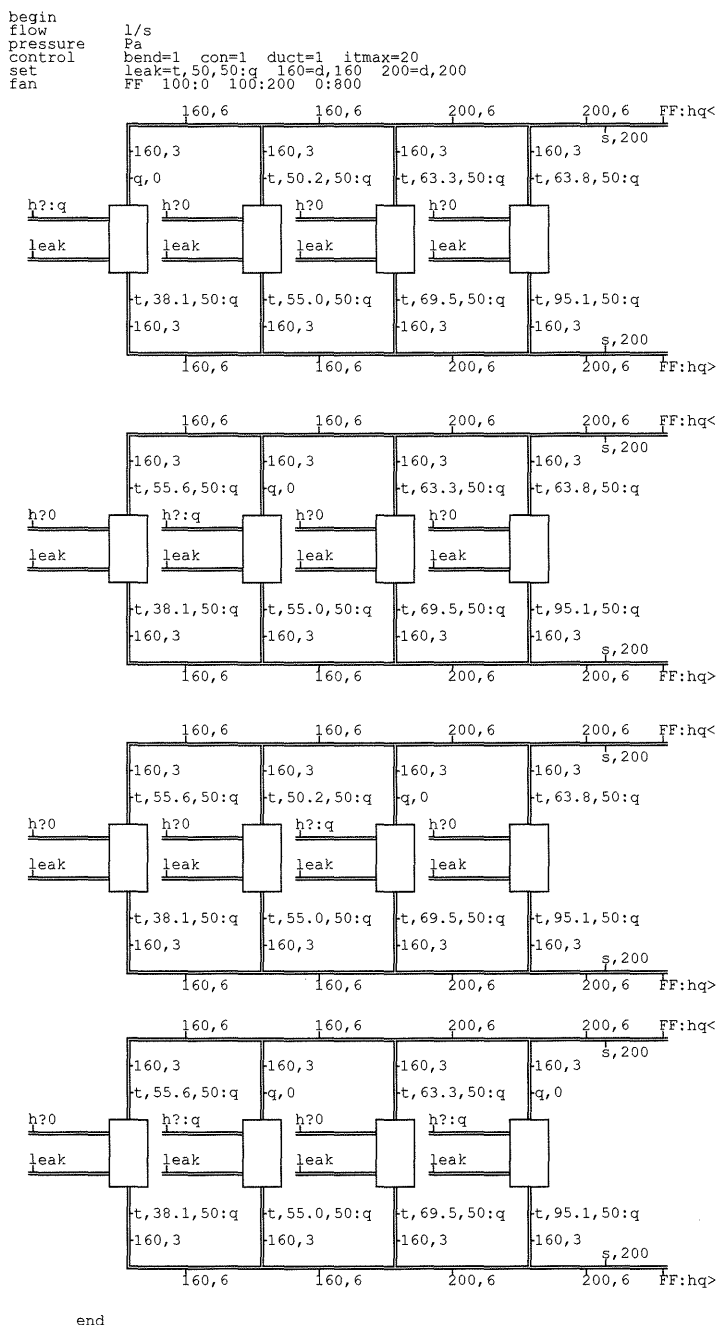 begin
flow 1/s
pressure Pa
control bend=1 con=1 duct=1 itmax=20
set leak=t,50,50:q 160=d,160 200=d,200
fan FF 100:0 100:200 0:800
160,6 160,6 200,6 200,6 FF:hq<
s,200
160,3 160,3 160,3 160,3
q,0 t,50.2,50:q t,63.3,50:q t,63.8,50:q
h?:q h?0 h?0 h?0
leak leak leak leak
t,38.1,50:q t,55.0,50:q t,69.5,50:q t,95.1,50:q
160,3 160,3 160,3 160,3
s,200
160,6 160,6 200,6 200,6 FF:hq>
160,6 160,6 200,6 200,6 FF:hq<
s,200
160,3 160,3 160,3 160,3
t,55.6,50:q q,0 t,63.3,50:q t,63.8,50:q
h?0 h?:q h?0 h?0
leak leak leak leak
t,38.1,50:q t,55.0,50:q t,69.5,50:q t,95.1,50:q
160,3 160,3 160,3 160,3
s,200
160,6 160,6 200,6 200,6 FF:hq>
160,6 160,6 200,6 200,6 FF:hq<
s,200
160,3 160,3 160,3 160,3
t,55.6,50:q t,50.2,50:q q,0 t,63.8,50:q
h?0 h?0 h?:q h?0
leak leak leak leak
t,38.1,50:q t,55.0,50:q t,69.5,50:q t,95.1,50:q
160,3 160,3 160,3 160,3
s,200
160,6 160,6 200,6 200,6 FF:hq>
160,6 160,6 200,6 200,6 FF:hq<
s,200
160,3 160,3 160,3 160,3
t,55.6,50:q q,0 t,63.3,50:q q,0
h?0 h?:q h?0 h?:q
leak leak leak leak
t,38.1,50:q t,55.0,50:q t,69.5,50:q t,95.1,50:q
160,3 160,3 160,3 160,3
s,200
160,6 160,6 200,6 200,6 FF:hq>
end